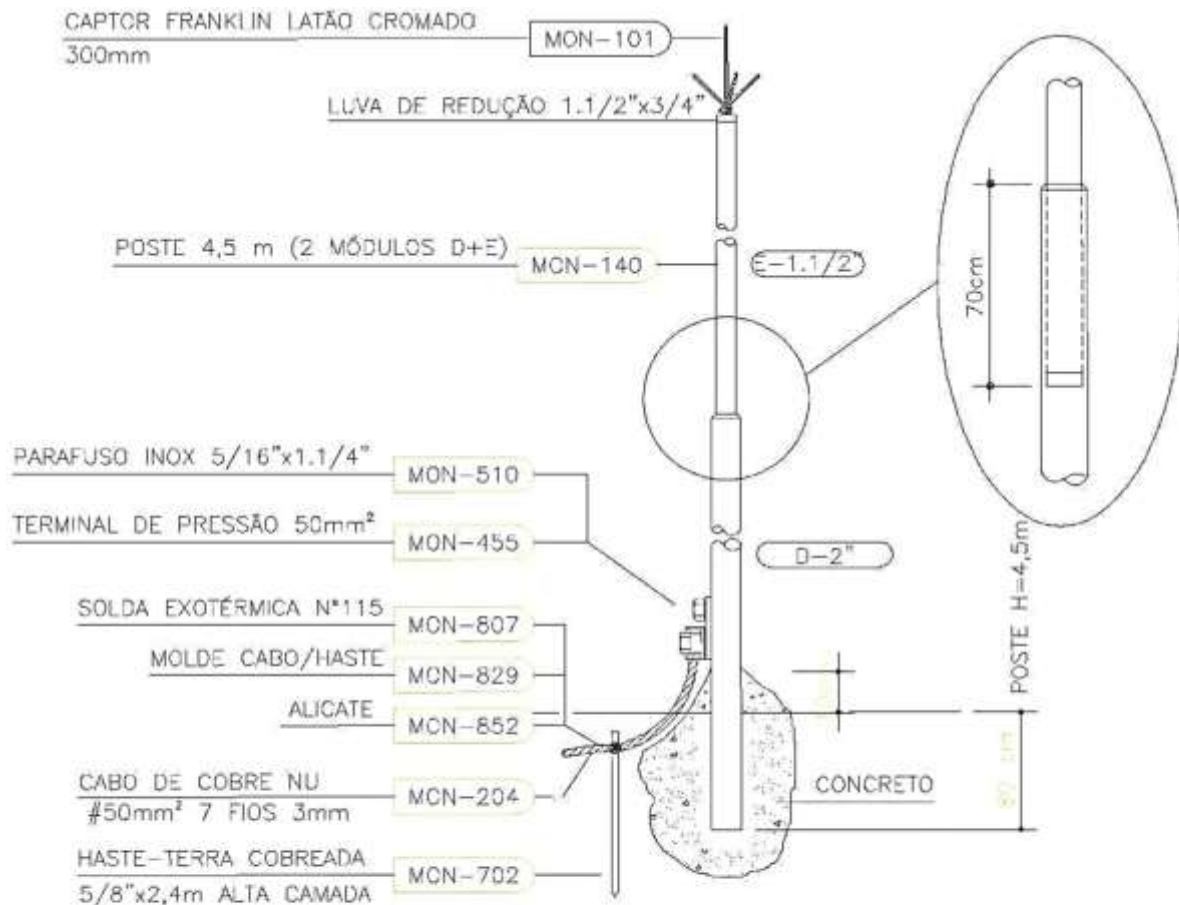 CAPTOR FRANKLIN LATÃO CROMADO
300mm
MON-101
LUVA DE REDUÇÃO 1.1/2"x3/4"
POSTE 4,5 m (2 MÓDULOS D+E)
MON-140
E-1.1/2"
70cm
PARAFUSO INOX 5/16"x1.1/4"
MON-510
TERMINAL DE PRESSÃO 50mm²
MON-455
D-2"
SOLDA EXOTÉRMICA N°115
MON-807
MOLDE CABO/HASTE
MON-829
ALICATE
MON-852
POSTE H=4,5m
CABO DE COBRE NU
#50mm² 7 FIOS 3mm
MON-204
CONCRETO
HASTE-TERRA COBREADA
5/8"x2,4m ALTA CAMADA
MON-702